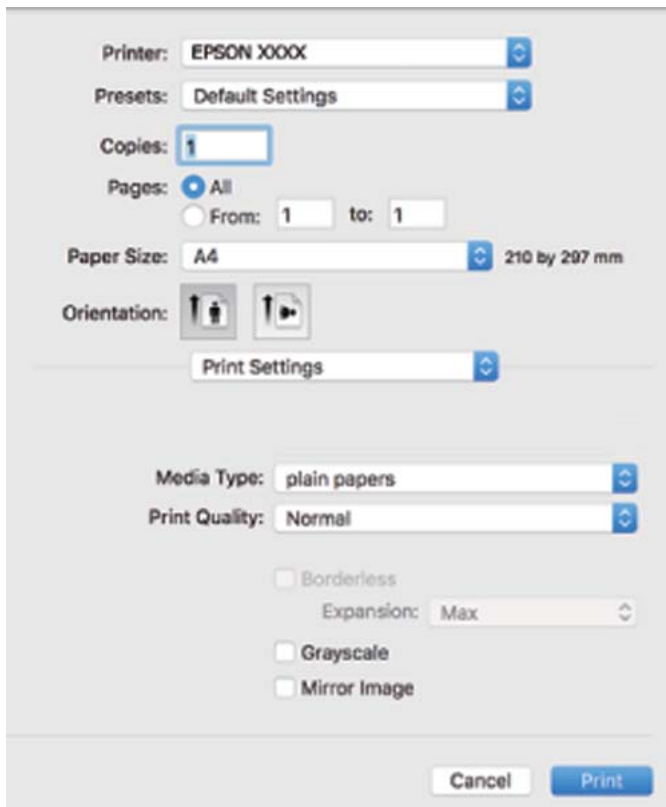 Printer: EPSON XXXX
Presets: Default Settings
Copies: 1
Pages: All
From: 1 to: 1
Paper Size: A4 210 by 297 mm
Orientation:
Print Settings
Media Type: plain papers
Print Quality: Normal
Borderless
Expansion: Max
Grayscale
Mirror Image
Cancel Print